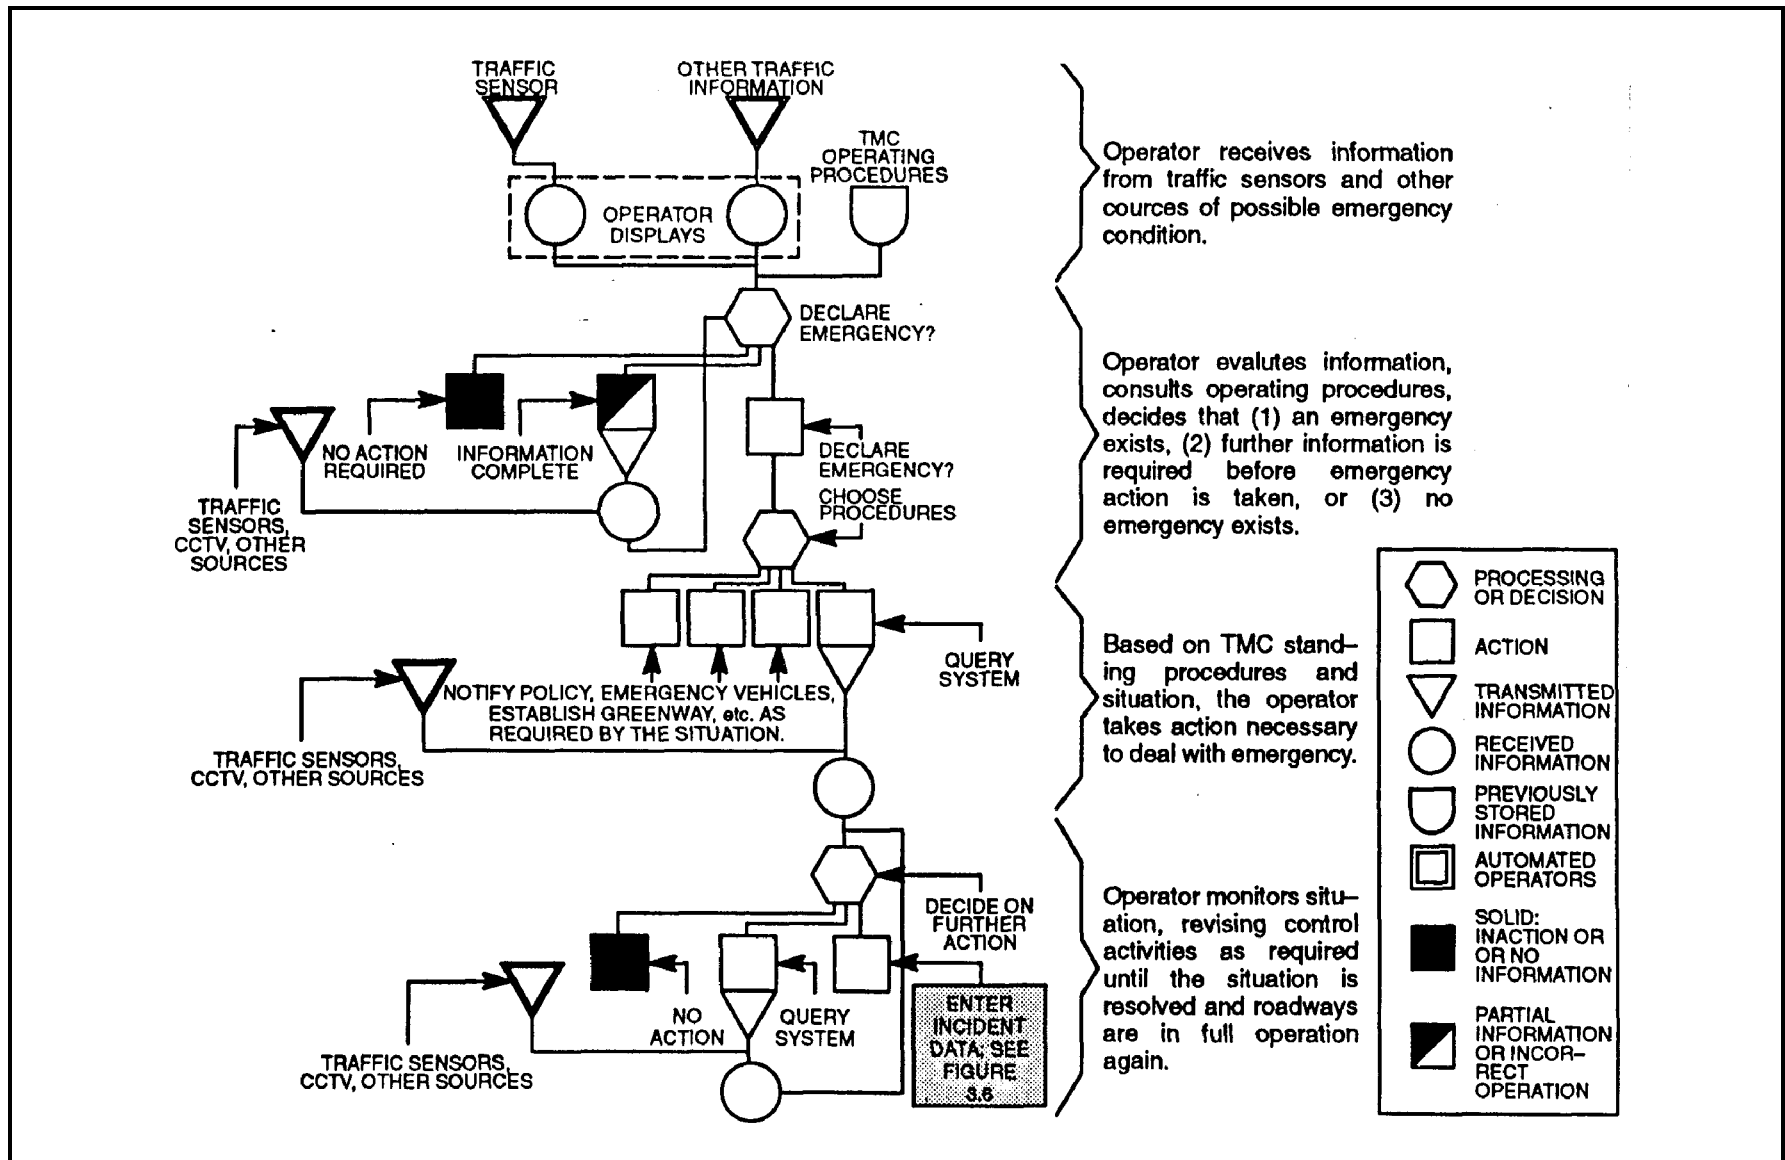 TRAFFIC
SENSOR
OTHER TRAFFIC
INFORMATION
TMC
OPERATING
PROCEDURES
OPERATOR
DISPLAYS
Operator receives information
from traffic sensors and other
cources of possible emergency
condition.
DECLARE
EMERGENCY?
NO ACTION
REQUIRED
INFORMATION
COMPLETE
DECLARE
EMERGENCY?
CHOOSE
PROCEDURES
TRAFFIC
SENSORS,
CCTV, OTHER
SOURCES
Operator evalutes information,
consults operating procedures,
decides that (1) an emergency
exists, (2) further information is
required before emergency
action is taken, or (3) no
emergency exists.
QUERY
SYSTEM
NOTIFY POLICY, EMERGENCY VEHICLES,
ESTABLISH GREENWAY, etc. AS
REQUIRED BY THE SITUATION.
TRAFFIC SENSORS,
CCTV, OTHER SOURCES
Based on TMC stand–
ing procedures and
situation, the operator
takes action necessary
to deal with emergency.
DECIDE ON
FURTHER
ACTION
NO
ACTION
QUERY
SYSTEM
ENTER
INCIDENT
DATA; SEE
FIGURE
3.6
TRAFFIC SENSORS,
CCTV, OTHER SOURCES
Operator monitors situ–
ation, revising control
activities as required
until the situation is
resolved and roadways
are in full operation
again.
PROCESSING
OR DECISION
ACTION
TRANSMITTED
INFORMATION
RECEIVED
INFORMATION
PREVIOUSLY
STORED
INFORMATION
AUTOMATED
OPERATORS
SOLID:
INACTION OR
OR NO
INFORMATION
PARTIAL
INFORMATION
OR INCOR–
RECT
OPERATION